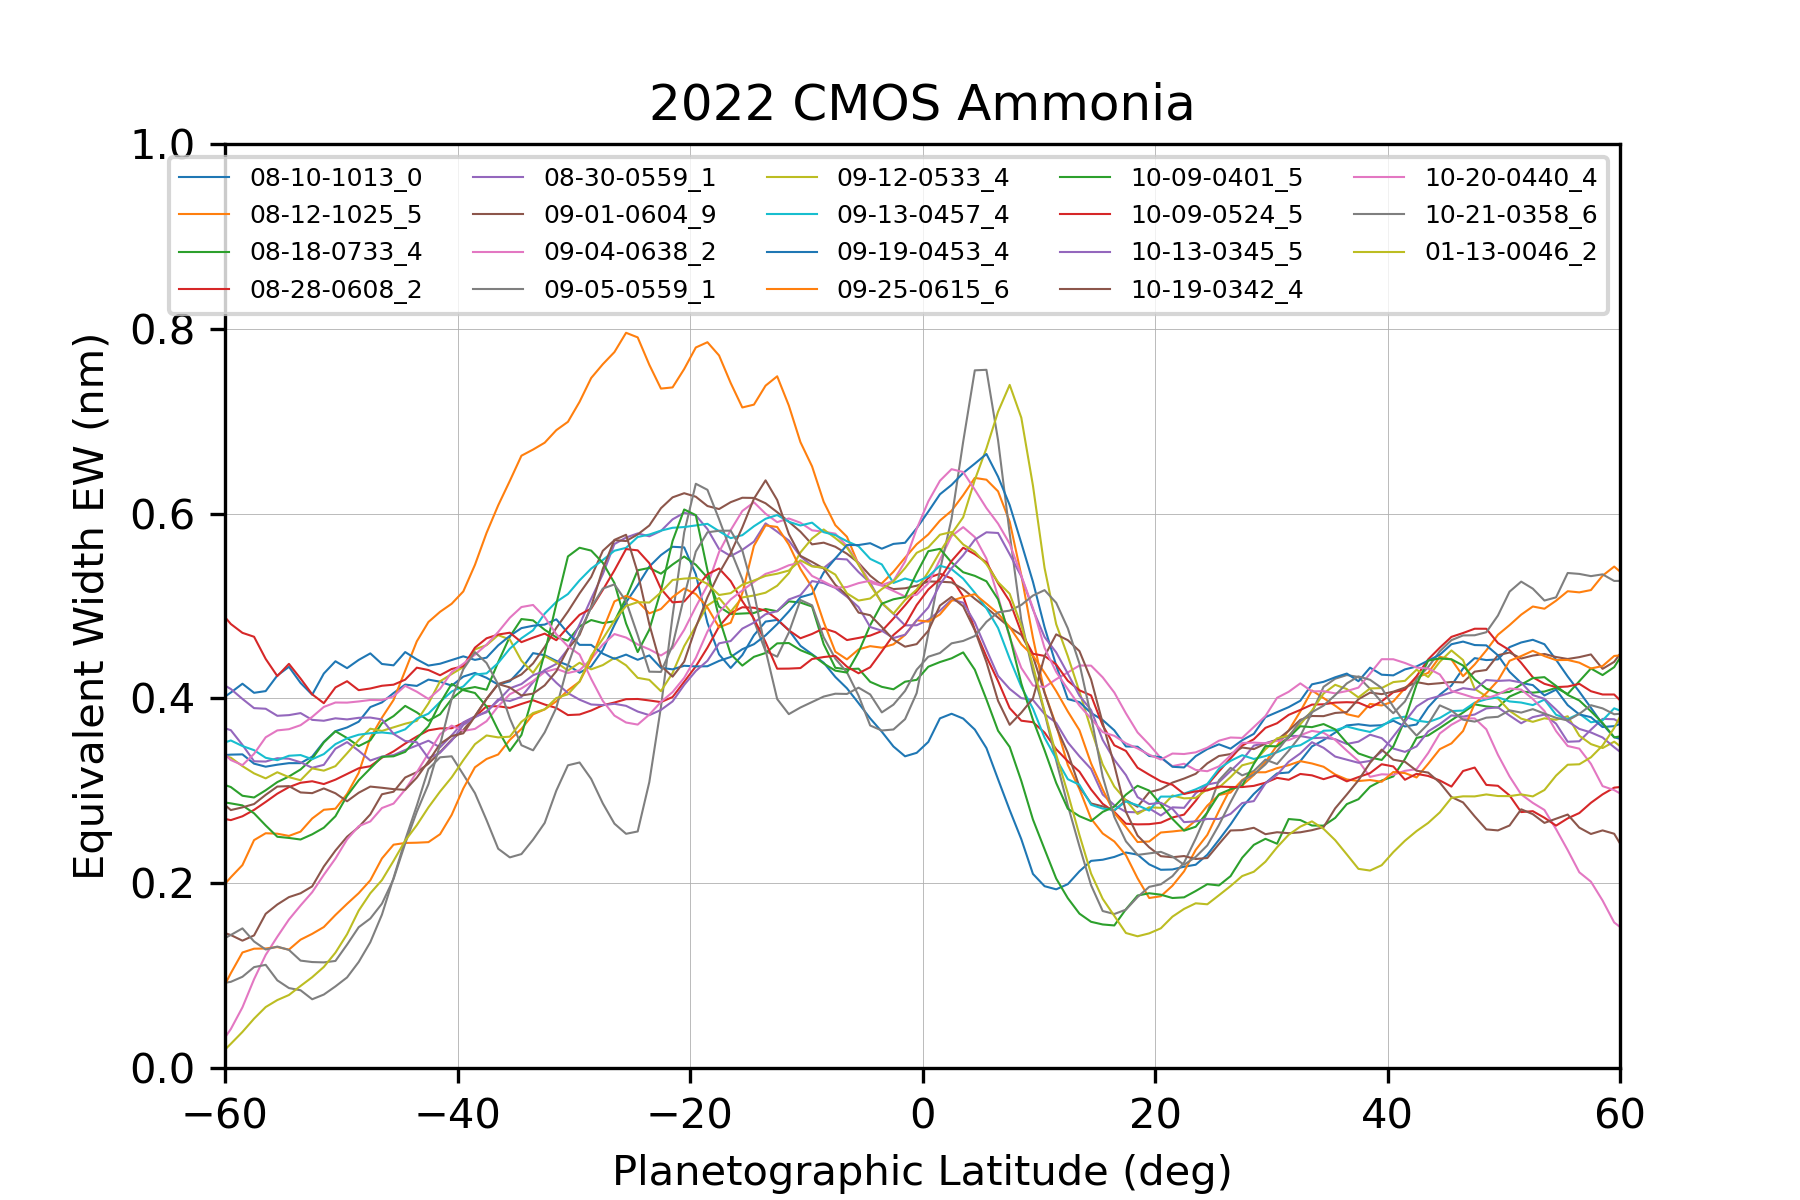 2022 CMOS Ammonia
1.0
0.8
0.6
0.4
0.2
0.0
Equivalent Width EW (nm)
08-10-1013_0 08-30-0559_1 09-12-0533_4 10-09-0401_5 10-20-0440_4
08-12-1025_5 09-01-0604_9 09-13-0457_4 10-09-0524_5 10-21-0358_6
08-18-0733_4 09-04-0638_2 09-19-0453_4 10-13-0345_5 01-13-0046_2
08-28-0608_2 09-05-0559_1 09-25-0615_6 10-19-0342_4
−60 −40 −20 0 20 40 60
Planetographic Latitude (deg)